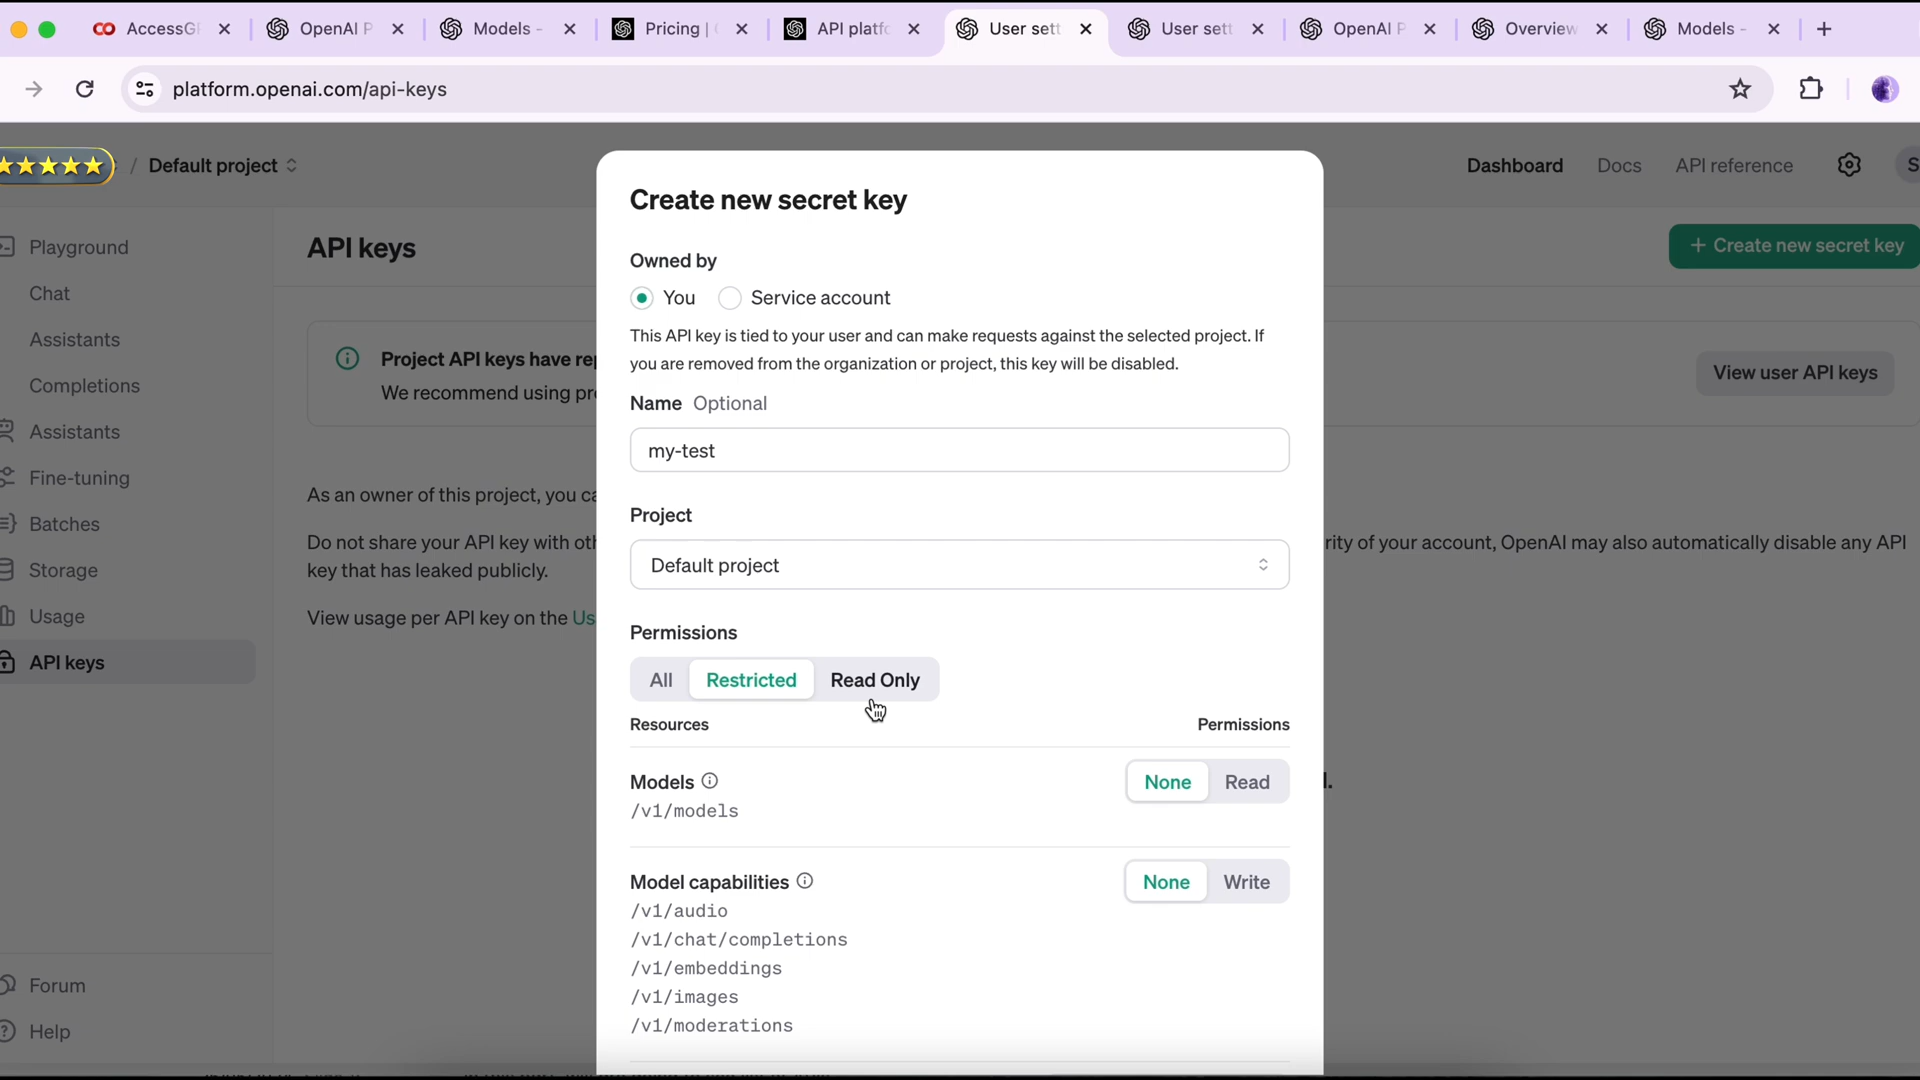 AccessG
OpenAI P
Models -
Pricing | (
API platfo
User sett
User sett
OpenAI P
Overview
Models -
platform.openai.com/api-keys
/ Default project
Dashboard
Docs
API reference
S
Playground
Chat
Assistants
Completions
Assistants
Fine-tuning
Batches
Storage
Usage
API keys
Forum
Help
API keys
+ Create new secret key
Project API keys have rep
We recommend using pro
View user API keys
As an owner of this project, you ca
Do not share your API key with oth
rity of your account, OpenAI may also automatically disable any API
key that has leaked publicly.
View usage per API key on the Us
Create new secret key
Owned by
You
Service account
This API key is tied to your user and can make requests against the selected project. If
you are removed from the organization or project, this key will be disabled.
Name Optional
my-test
Project
Default project
Permissions
All
Restricted
Read Only
Resources
Permissions
Models
None
Read
/v1/models
Model capabilities
None
Write
/v1/audio
/v1/chat/completions
/v1/embeddings
/v1/images
/v1/moderations